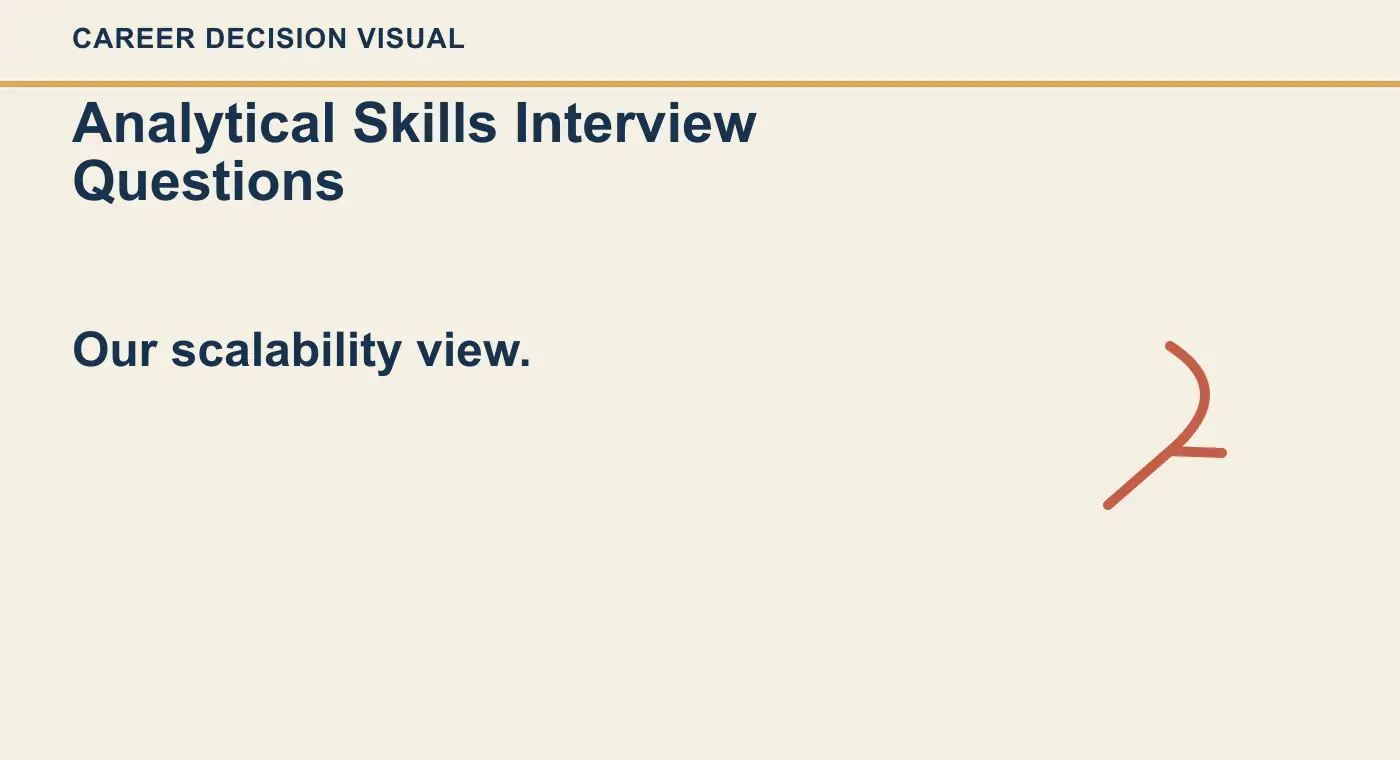 CAREER DECISION VISUAL
Analytical Skills Interview
Questions
Our scalability view.